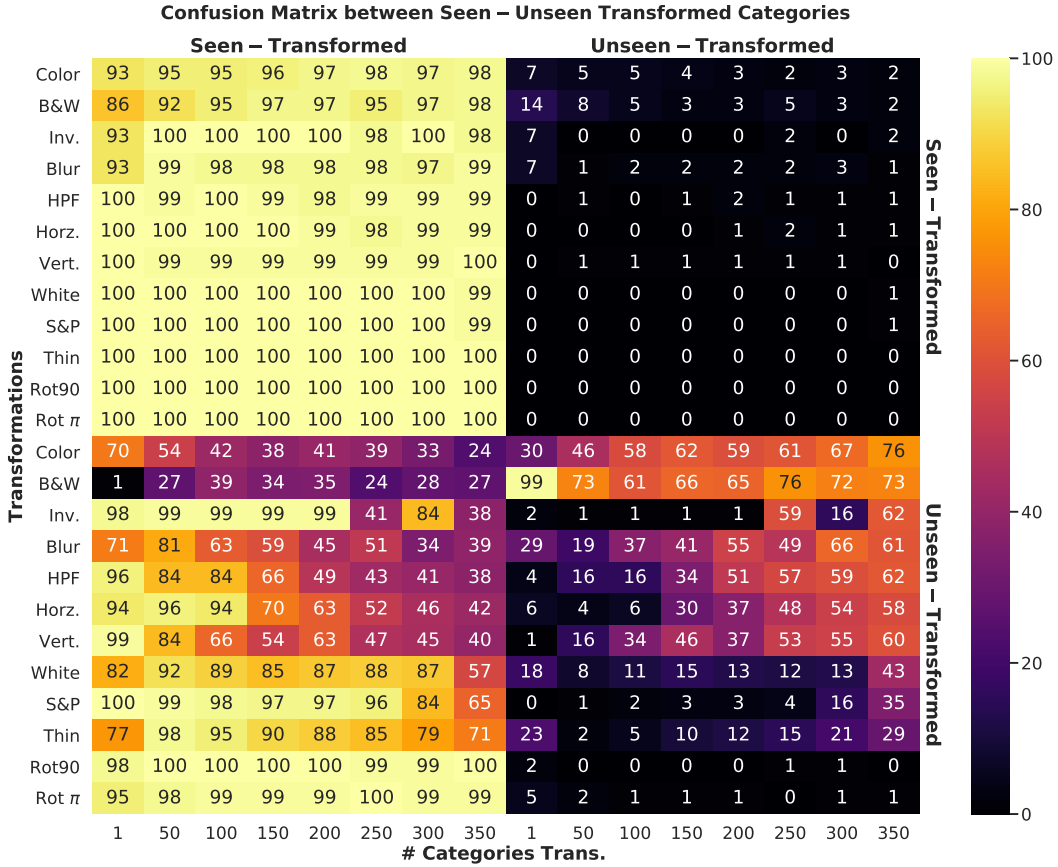 Confusion Matrix between Seen – Unseen Transformed Categories
Seen – Transformed Unseen – Transformed
Color 93 95 95 96 97 98 97 98 7 5 5 4 3 2 3 2
B&W 86 92 95 97 97 95 97 98 14 8 5 3 3 5 3 2
Inv. 93 100 100 100 100 98 100 98 7 0 0 0 0 2 0 2
Blur 93 99 98 98 98 98 97 99 7 1 2 2 2 2 3 1
HPF 100 99 100 99 98 99 99 99 0 1 0 1 2 1 1 1
Horz. 100 100 100 100 99 98 99 99 0 0 0 0 1 2 1 1
Vert. 100 99 99 99 99 99 99 100 0 1 1 1 1 1 1 0
White 100 100 100 100 100 100 100 99 0 0 0 0 0 0 0 1
S&P 100 100 100 100 100 100 100 99 0 0 0 0 0 0 0 1
Thin 100 100 100 100 100 100 100 100 0 0 0 0 0 0 0 0
Rot90 100 100 100 100 100 100 100 100 0 0 0 0 0 0 0 0
Rot π 100 100 100 100 100 100 100 100 0 0 0 0 0 0 0 0
Color 70 54 42 38 41 39 33 24 30 46 58 62 59 61 67 76
B&W 1 27 39 34 35 24 28 27 99 73 61 66 65 76 72 73
Inv. 98 99 99 99 99 41 84 38 2 1 1 1 1 59 16 62
Blur 71 81 63 59 45 51 34 39 29 19 37 41 55 49 66 61
HPF 96 84 84 66 49 43 41 38 4 16 16 34 51 57 59 62
Horz. 94 96 94 70 63 52 46 42 6 4 6 30 37 48 54 58
Vert. 99 84 66 54 63 47 45 40 1 16 34 46 37 53 55 60
White 82 92 89 85 87 88 87 57 18 8 11 15 13 12 13 43
S&P 100 99 98 97 97 96 84 65 0 1 2 3 3 4 16 35
Thin 77 98 95 90 88 85 79 71 23 2 5 10 12 15 21 29
Rot90 98 100 100 100 100 99 99 100 2 0 0 0 0 1 1 0
Rot π 95 98 99 99 99 100 99 99 5 2 1 1 1 0 1 1
1 50 100 150 200 250 300 350 1 50 100 150 200 250 300 350
# Categories Trans.
Transformations
Seen – Transformed
Unseen – Transformed
100
80
60
40
20
0